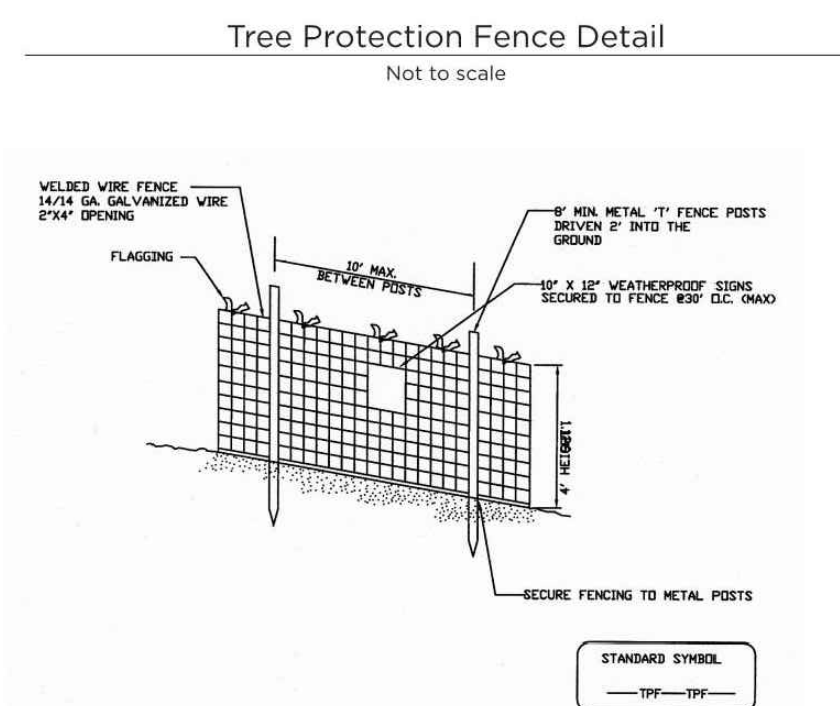 Tree Protection Fence Detail
Not to scale
WELDED WIRE FENCE
14/14 GA. GALVANIZED WIRE
2"X4" OPENING
FLAGGING
10' MAX.
BETWEEN POSTS
8' MIN. METAL 'T' FENCE POSTS
DRIVEN 2' INTO THE
GROUND
10" X 12" WEATHERPROOF SIGNS
SECURED TO FENCE @30' O.C. (MAX)
4' HEIGHT
SECURE FENCING TO METAL POSTS
STANDARD SYMBOL
TPF TPF